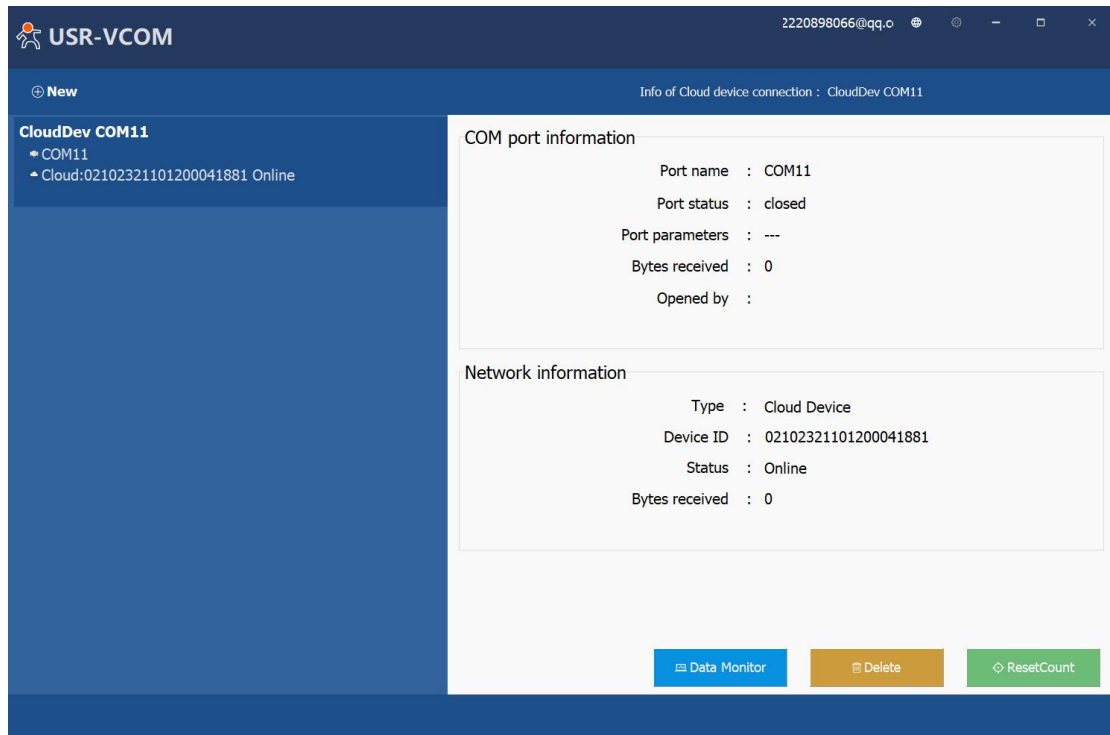 2220898066@qq.c
USR-VCOM
New
Info of Cloud device connection : CloudDev COM11
CloudDev COM11
COM11
Cloud:02102321101200041881 Online
COM port information
Port name : COM11
Port status : closed
Port parameters : ---
Bytes received : 0
Opened by :
Network information
Type : Cloud Device
Device ID : 02102321101200041881
Status : Online
Bytes received : 0
Data Monitor
Delete
ResetCount